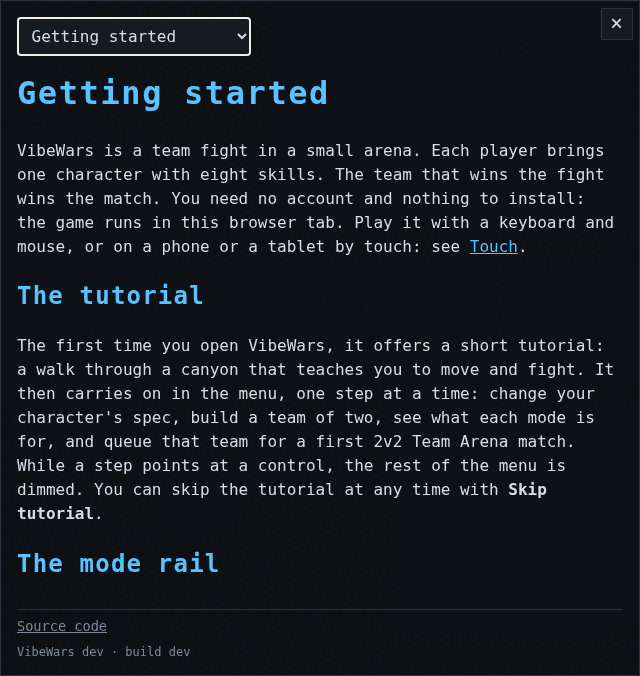 Getting started
×
Getting started
VibeWars is a team fight in a small arena. Each player brings
one character with eight skills. The team that wins the fight
wins the match. You need no account and nothing to install:
the game runs in this browser tab. Play it with a keyboard and
mouse, or on a phone or a tablet by touch: see Touch.
The tutorial
The first time you open VibeWars, it offers a short tutorial:
a walk through a canyon that teaches you to move and fight. It
then carries on in the menu, one step at a time: change your
character's spec, build a team of two, see what each mode is
for, and queue that team for a first 2v2 Team Arena match.
While a step points at a control, the rest of the menu is
dimmed. You can skip the tutorial at any time with Skip
tutorial.
The mode rail
Source code
VibeWars dev · build dev